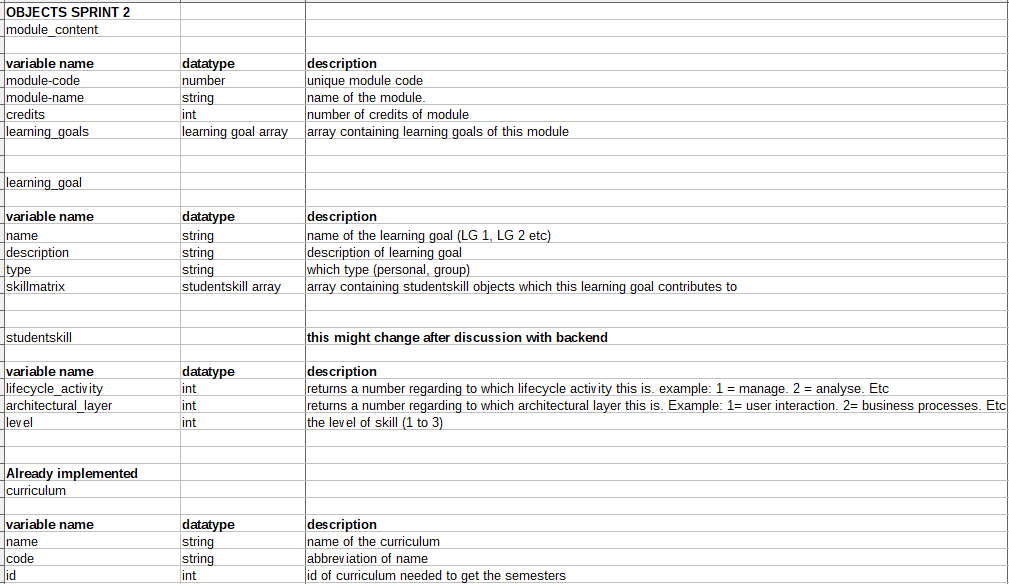 OBJECTS SPRINT 2
module_content
variable name datatype description
module-code number unique module code
module-name string name of the module.
credits int number of credits of module
learning_goals learning goal array array containing learning goals of this module
learning_goal
variable name datatype description
name string name of the learning goal (LG 1, LG 2 etc)
description string description of learning goal
type string which type (personal, group)
skillmatrix studentskill array array containing studentskill objects which this learning goal contributes to
studentskill this might change after discussion with backend
variable name datatype description
lifecycle_activity int returns a number regarding to which lifecycle activity this is. example: 1 = manage. 2 = analyse. Etc
architectural_layer int returns a number regarding to which architectural layer this is. Example: 1= user interaction. 2= business processes. Etc
level int the level of skill (1 to 3)
Already implemented
curriculum
variable name datatype description
name string name of the curriculum
code string abbreviation of name
id int id of curriculum needed to get the semesters